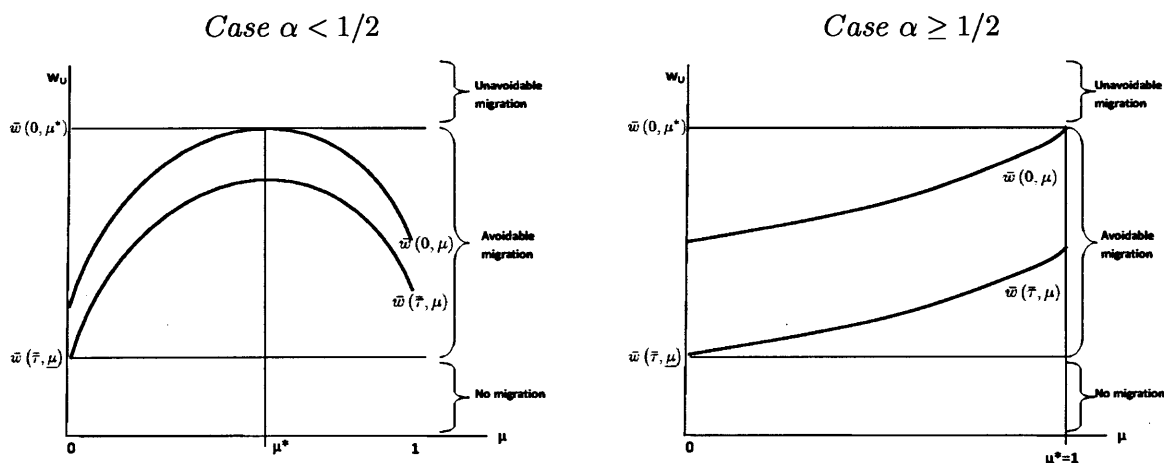 Case α < 1/2
Case α ≥ 1/2
w_U
Unavoidable
migration
w̄ (0, μ*)
w̄ (0, μ)
Avoidable
migration
w̄ (τ̄, μ)
w̄ (τ̄, μ̲)
No migration
0
μ*
1
μ
w_U
Unavoidable
migration
w̄ (0, μ*)
w̄ (0, μ)
Avoidable
migration
w̄ (τ̄, μ)
w̄ (τ̄, μ̲)
No migration
0
μ*=1
μ